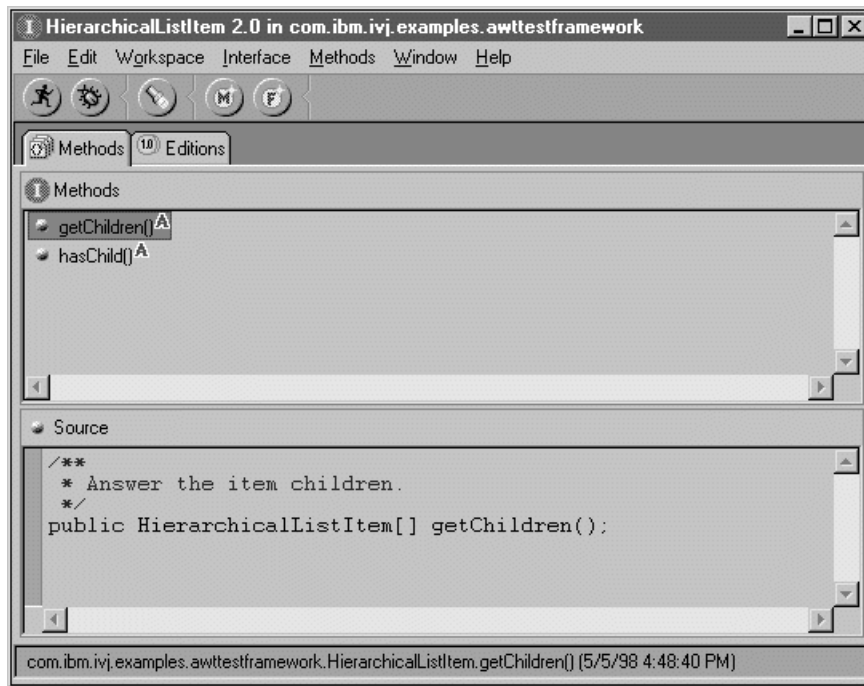 HierarchicalListItem 2.0 in com.ibm.ivj.examples.awttestframework
File Edit Workspace Interface Methods Window Help
M F
Methods 1.0 Editions
I Methods
getChildren() A
hasChild() A
Source
/**
* Answer the item children.
*/
public HierarchicalListItem[] getChildren();
com.ibm.ivj.examples.awttestframework.HierarchicalListItem.getChildren() (5/5/98 4:48:40 PM)